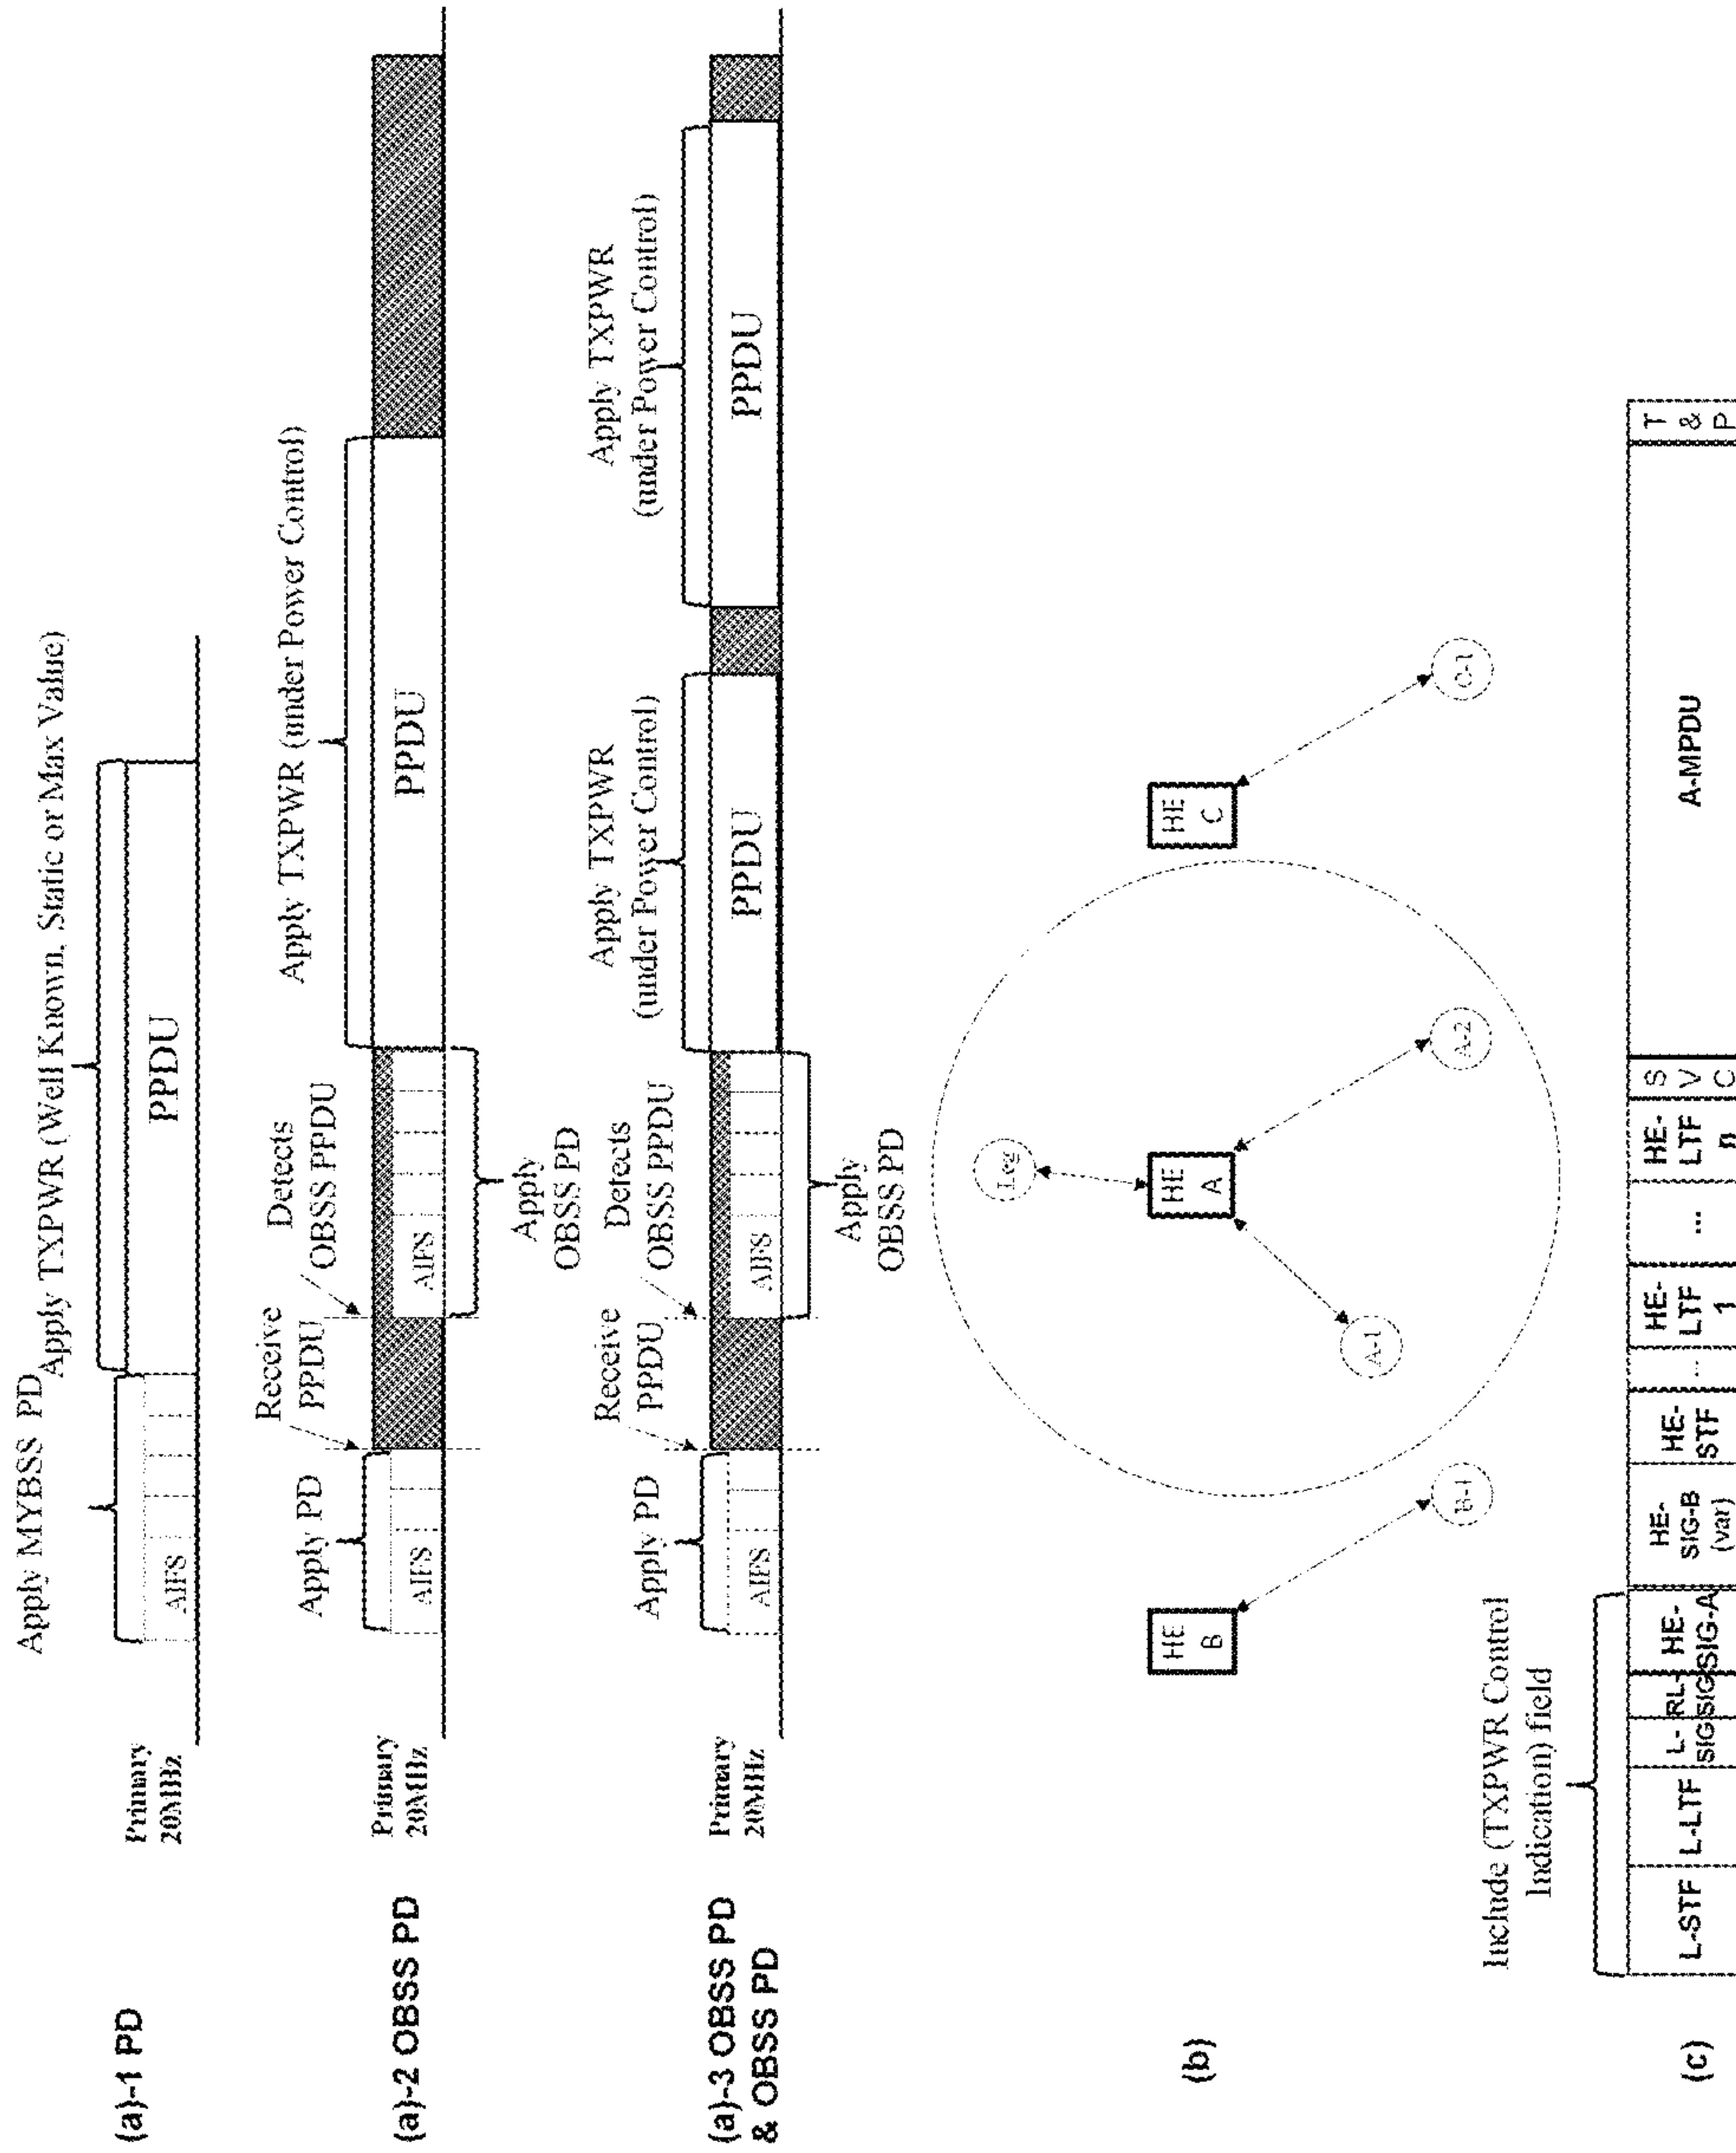 (a)-1 PD
Primary
20MHz
Apply MYBSS PD
AIFS
Apply TXPWR (Well Known, Static or Max Value)
PPDU
(a)-2 OBSS PD
Primary
20MHz
Apply PD
AIFS
Receive
PPDU
Detects
OBSS PPDU
AIFS
Apply
OBSS PD
Apply TXPWR (under Power Control)
PPDU
(a)-3 OBSS PD
& OBSS PD
Primary
20MHz
Apply PD
AIFS
Receive
PPDU
Detects
OBSS PPDU
AIFS
Apply
OBSS PD
Apply TXPWR
(under Power Control)
PPDU
Apply TXPWR
(under Power Control)
PPDU
(b)
HE
B
B-1
Leg
HE
A
A-1
A-2
HE
C
(c)
Include (TXPWR Control
Indication) field
L-STF
L-LTF
L-
SIG
RL-
SIG
HE-
SIG-A
HE-
SIG-B
(var)
HE-
STF
...
HE-
LTF
1
...
HE-
LTF
n
S
V
C
A-MPDU
T
&
P